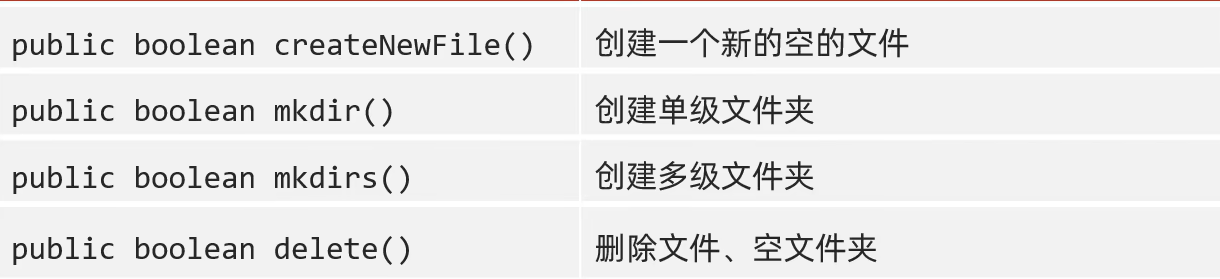 public boolean createNewFile() 创建一个新的空的文件
public boolean mkdir() 创建单级文件夹
public boolean mkdirs() 创建多级文件夹
public boolean delete() 删除文件、空文件夹